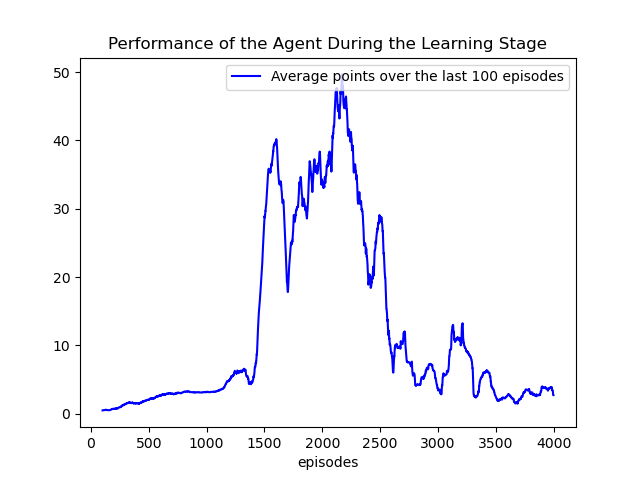 Performance of the Agent During the Learning Stage
Average points over the last 100 episodes
50
40
30
20
10
0
0 500 1000 1500 2000 2500 3000 3500 4000
episodes